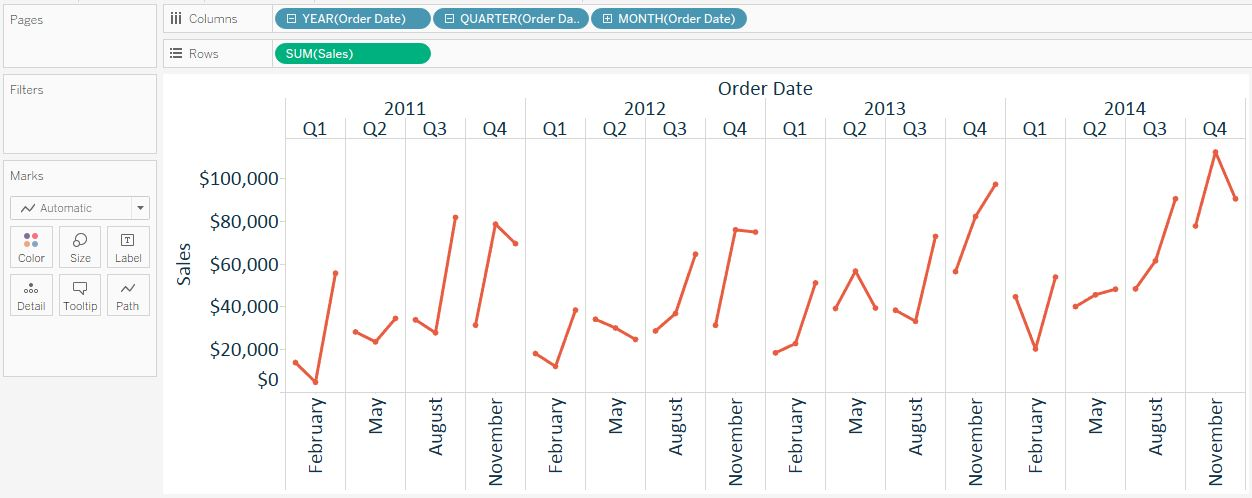 Pages
Columns
YEAR(Order Date) QUARTER(Order Da.. MONTH(Order Date)
Rows
SUM(Sales)
Filters
Marks
Automatic
Color Size Label
Detail Tooltip Path
Order Date
2011 2012 2013 2014
Q1 Q2 Q3 Q4 Q1 Q2 Q3 Q4 Q1 Q2 Q3 Q4 Q1 Q2 Q3 Q4
Sales
$100,000
$80,000
$60,000
$40,000
$20,000
$0
February May August November February May August November February May August November February May August November